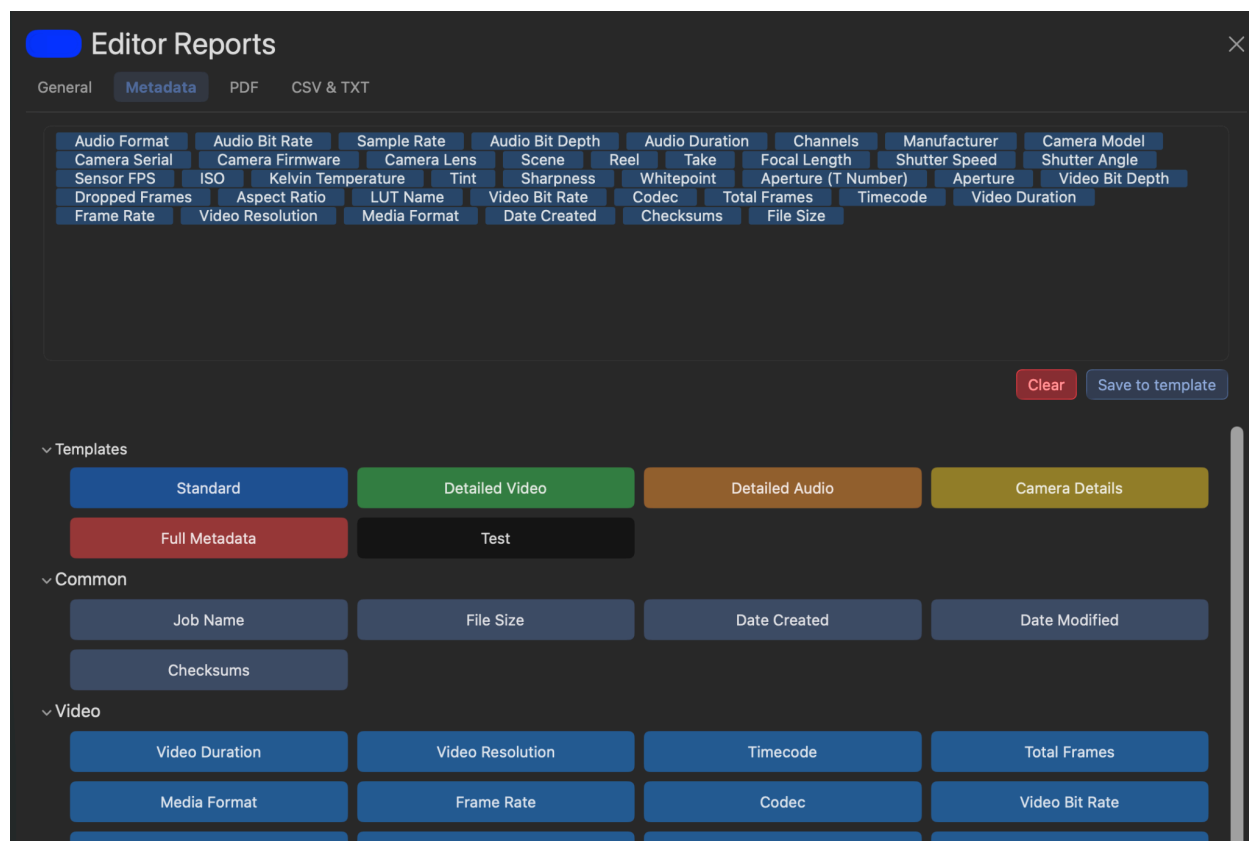 Editor Reports
General Metadata PDF CSV & TXT
Audio Format Audio Bit Rate Sample Rate Audio Bit Depth Audio Duration Channels Manufacturer Camera Model
Camera Serial Camera Firmware Camera Lens Scene Reel Take Focal Length Shutter Speed Shutter Angle
Sensor FPS ISO Kelvin Temperature Tint Sharpness Whitepoint Aperture (T Number) Aperture Video Bit Depth
Dropped Frames Aspect Ratio LUT Name Video Bit Rate Codec Total Frames Timecode Video Duration
Frame Rate Video Resolution Media Format Date Created Checksums File Size
Clear Save to template
Templates
Standard Detailed Video Detailed Audio Camera Details
Full Metadata Test
Common
Job Name File Size Date Created Date Modified
Checksums
Video
Video Duration Video Resolution Timecode Total Frames
Media Format Frame Rate Codec Video Bit Rate